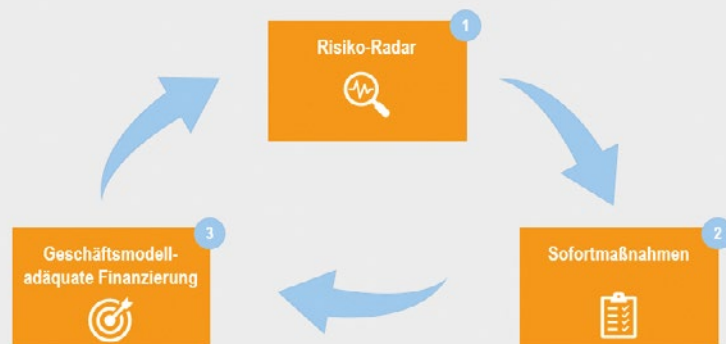 1
Risiko-Radar
3
Geschäftsmodell-
adäquate Finanzierung
2
Sofortmaßnahmen